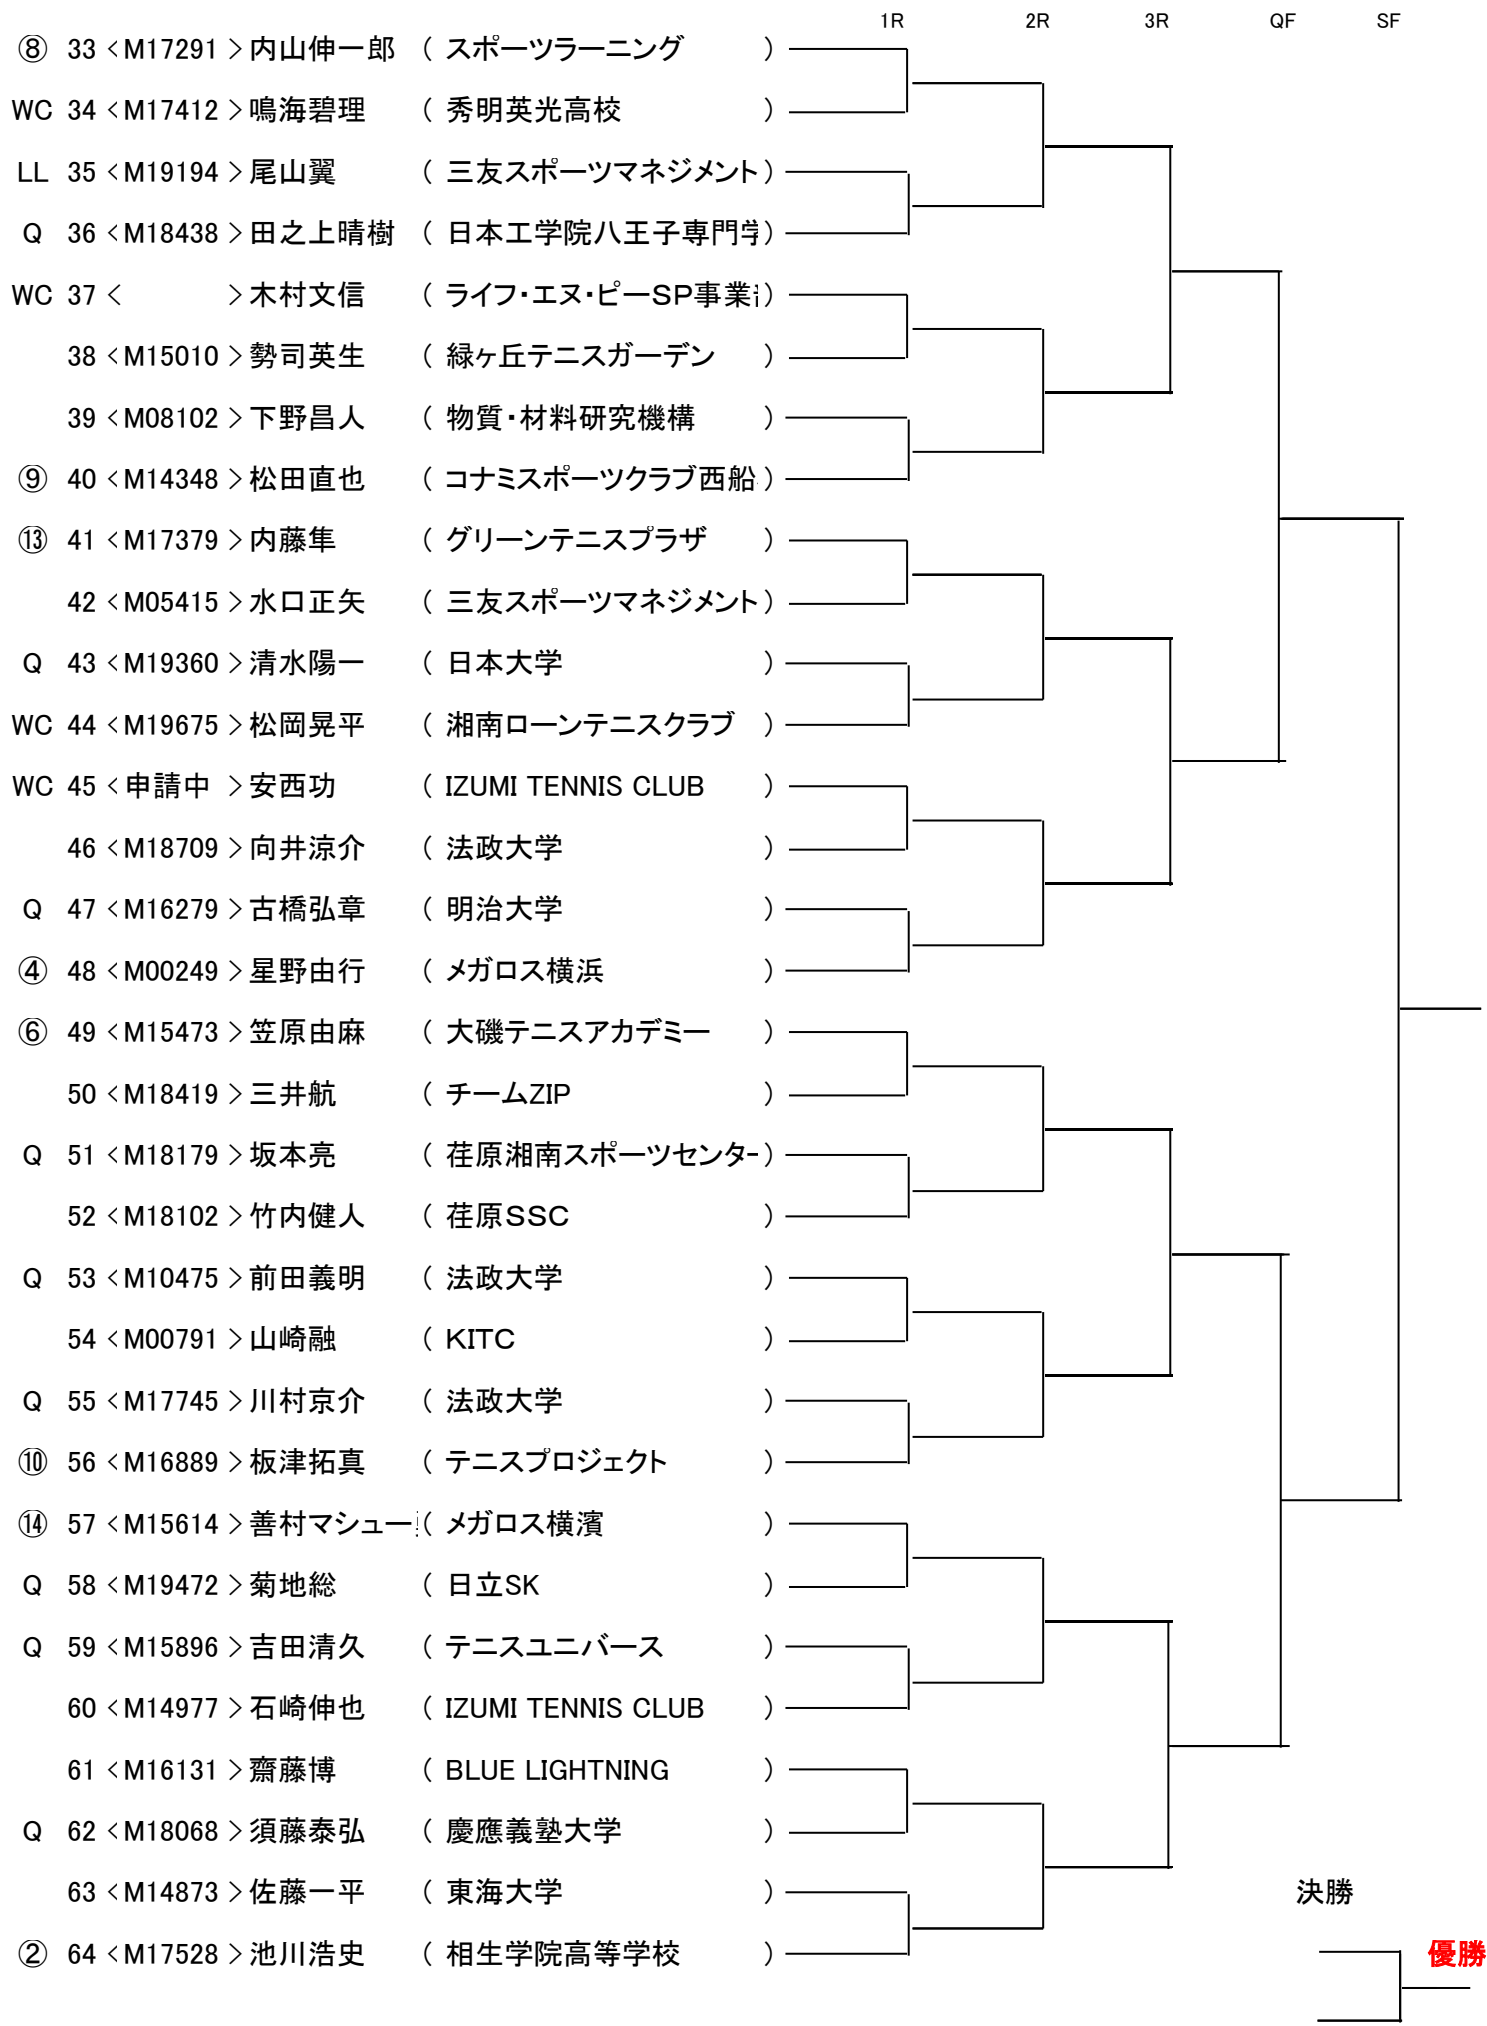 1R 2R 3R QF SF
⑧ 33 <M17291 > 内山伸一郎 ( スポーツラーニング )
WC 34 <M17412 > 鳴海碧理 ( 秀明英光高校 )
LL 35 <M19194 > 尾山翼 ( 三友スポーツマネジメント )
Q 36 <M18438 > 田之上晴樹 ( 日本工学院八王子専門学 )
WC 37 < > 木村文信 ( ライフ・エヌ・ピーSP事業 )
38 <M15010 > 勢司英生 ( 緑ヶ丘テニスガーデン )
39 <M08102 > 下野昌人 ( 物質・材料研究機構 )
⑨ 40 <M14348 > 松田直也 ( コナミスポーツクラブ西船 )
⑬ 41 <M17379 > 内藤隼 ( グリーンテニスプラザ )
42 <M05415 > 水口正矢 ( 三友スポーツマネジメント )
Q 43 <M19360 > 清水陽一 ( 日本大学 )
WC 44 <M19675 > 松岡晃平 ( 湘南ローンテニスクラブ )
WC 45 <申請中 > 安西功 ( IZUMI TENNIS CLUB )
46 <M18709 > 向井涼介 ( 法政大学 )
Q 47 <M16279 > 古橋弘章 ( 明治大学 )
④ 48 <M00249 > 星野由行 ( メガロス横浜 )
⑥ 49 <M15473 > 笠原由麻 ( 大磯テニスアカデミー )
50 <M18419 > 三井航 ( チームZIP )
Q 51 <M18179 > 坂本亮 ( 荏原湘南スポーツセンター )
52 <M18102 > 竹内健人 ( 荏原SSC )
Q 53 <M10475 > 前田義明 ( 法政大学 )
54 <M00791 > 山崎融 ( KITC )
Q 55 <M17745 > 川村京介 ( 法政大学 )
⑩ 56 <M16889 > 板津拓真 ( テニスプロジェクト )
⑭ 57 <M15614 > 善村マシュー ( メガロス横濱 )
Q 58 <M19472 > 菊地総 ( 日立SK )
Q 59 <M15896 > 吉田清久 ( テニスユニバース )
60 <M14977 > 石崎伸也 ( IZUMI TENNIS CLUB )
61 <M16131 > 齋藤博 ( BLUE LIGHTNING )
Q 62 <M18068 > 須藤泰弘 ( 慶應義塾大学 )
63 <M14873 > 佐藤一平 ( 東海大学 )
決勝
② 64 <M17528 > 池川浩史 ( 相生学院高等学校 )
優勝